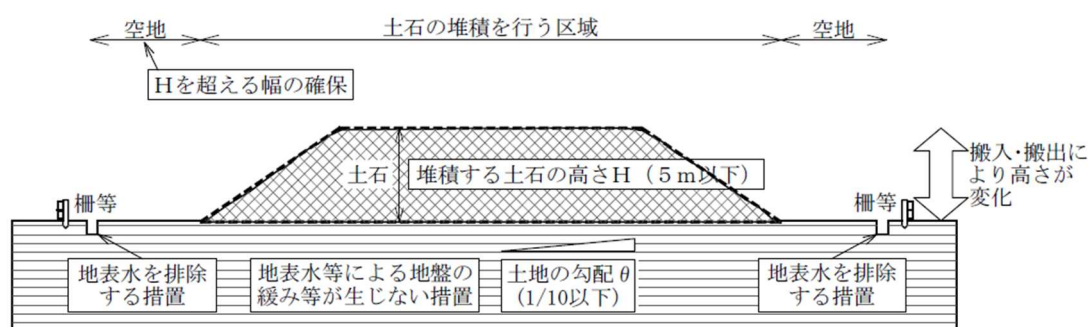 空地
土石の堆積を行う区域
空地
Hを超える幅の確保
土石
堆積する土石の高さH（5m以下）
搬入・搬出に
より高さが
変化
柵等
柵等
地表水を排除
する措置
地表水等による地盤の
緩み等が生じない措置
土地の勾配θ
(1/10以下)
地表水を排除
する措置